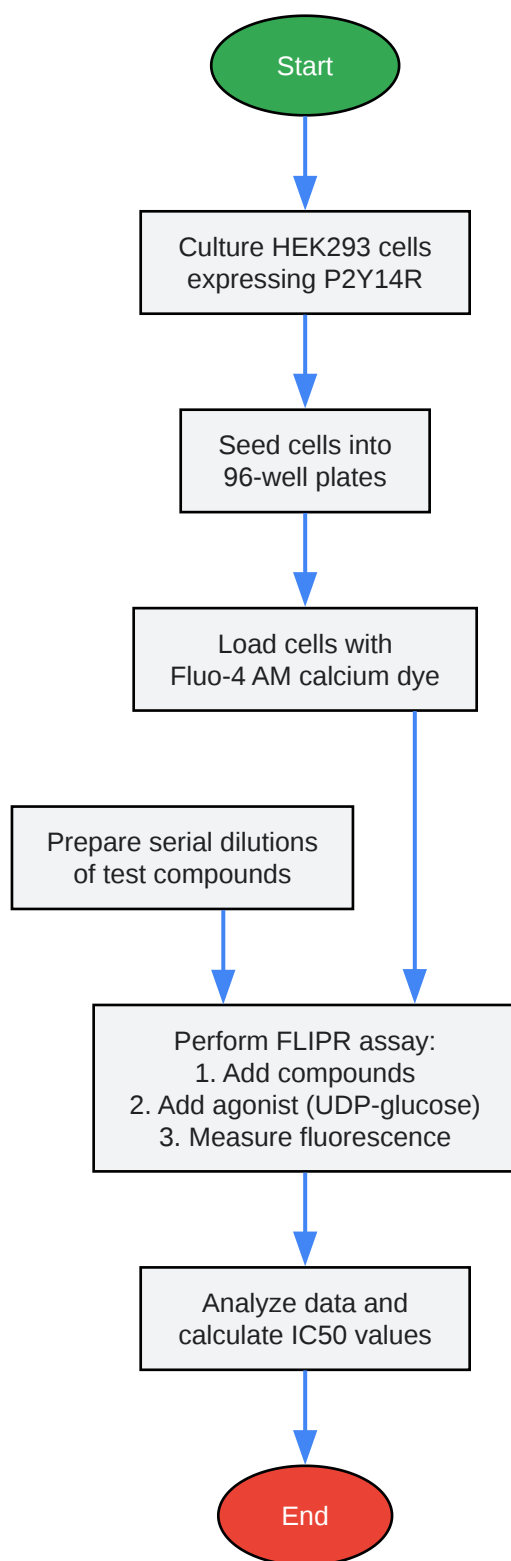 Start
Culture HEK293 cells
expressing P2Y14R
Seed cells into
96-well plates
Load cells with
Fluo-4 AM calcium dye
Prepare serial dilutions
of test compounds
Perform FLIPR assay:
1. Add compounds
2. Add agonist (UDP-glucose)
3. Measure fluorescence
Analyze data and
calculate IC50 values
End